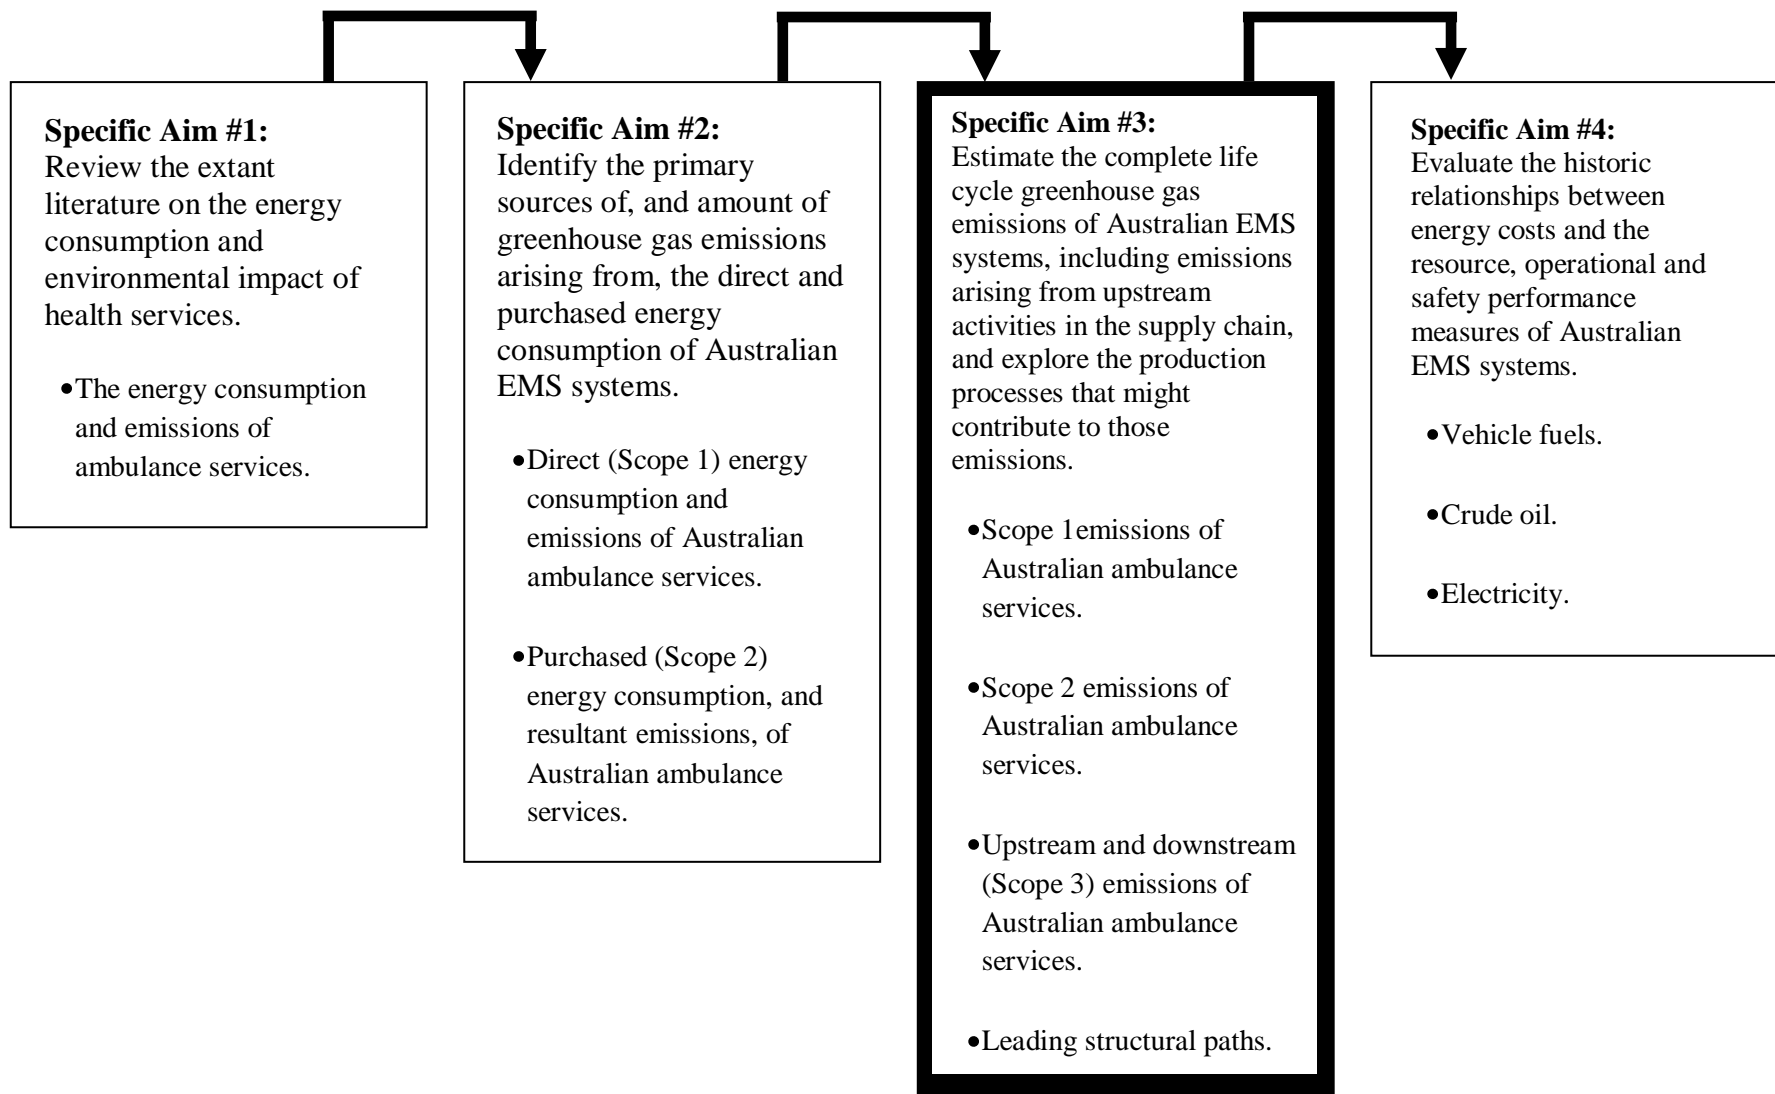 Specific Aim #1:
Review the extant
literature on the energy
consumption and
environmental impact of
health services.
•The energy consumption
and emissions of
ambulance services.
Specific Aim #2:
Identify the primary
sources of, and amount of
greenhouse gas emissions
arising from, the direct and
purchased energy
consumption of Australian
EMS systems.
•Direct (Scope 1) energy
consumption and
emissions of Australian
ambulance services.
•Purchased (Scope 2)
energy consumption, and
resultant emissions, of
Australian ambulance
services.
Specific Aim #3:
Estimate the complete life
cycle greenhouse gas
emissions of Australian EMS
systems, including emissions
arising from upstream
activities in the supply chain,
and explore the production
processes that might
contribute to those
emissions.
•Scope 1emissions of
Australian ambulance
services.
•Scope 2 emissions of
Australian ambulance
services.
•Upstream and downstream
(Scope 3) emissions of
Australian ambulance
services.
•Leading structural paths.
Specific Aim #4:
Evaluate the historic
relationships between
energy costs and the
resource, operational and
safety performance
measures of Australian
EMS systems.
•Vehicle fuels.
•Crude oil.
•Electricity.